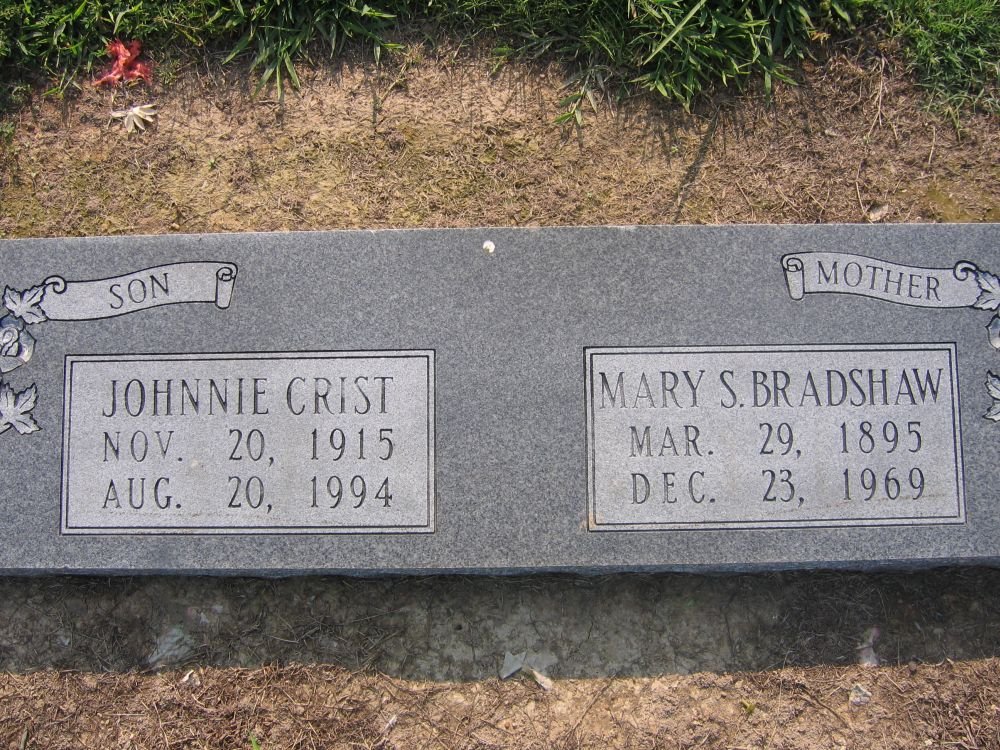 SON
JOHNNIE CRIST
NOV. 20, 1915
AUG. 20, 1994
MOTHER
MARY S. BRADSHAW
MAR. 29, 1895
DEC. 23, 1969